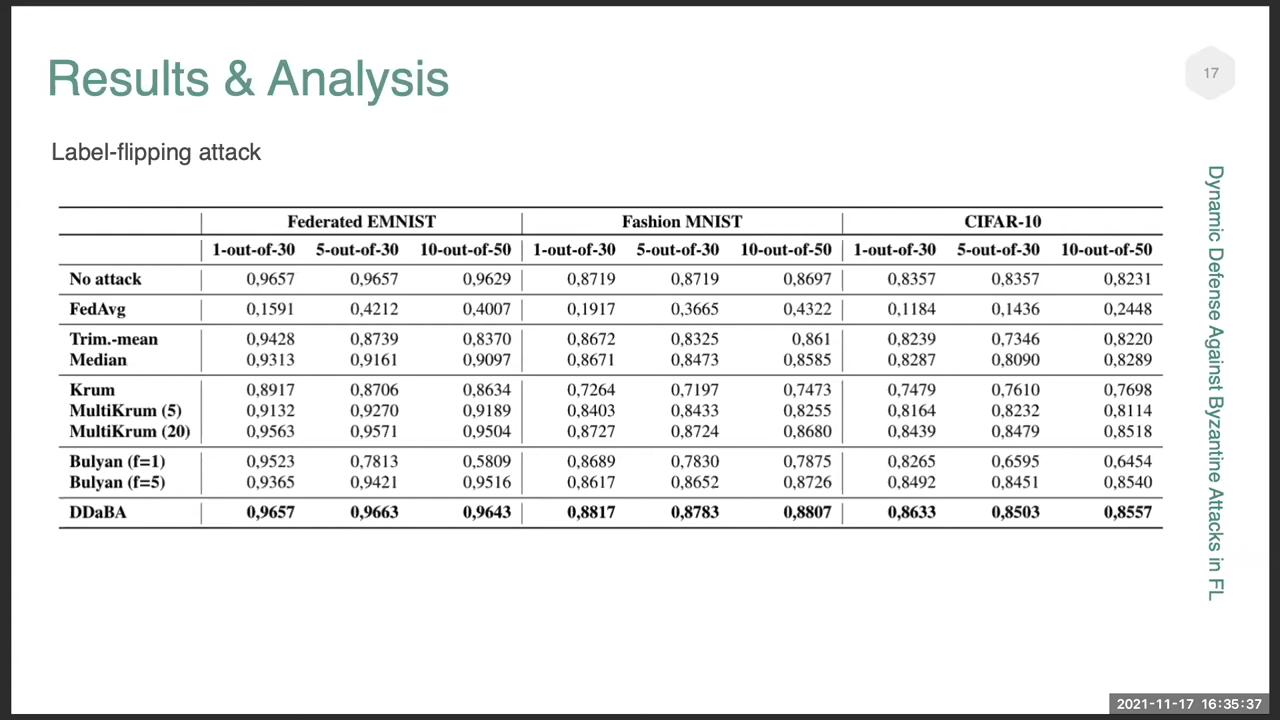 Results & Analysis
17
Label-flipping attack
Federated EMNIST Fashion MNIST CIFAR-10
1-out-of-30 5-out-of-30 10-out-of-50 1-out-of-30 5-out-of-30 10-out-of-50 1-out-of-30 5-out-of-30 10-out-of-50
No attack 0,9657 0,9657 0,9629 0,8719 0,8719 0,8697 0,8357 0,8357 0,8231
FedAvg 0,1591 0,4212 0,4007 0,1917 0,3665 0,4322 0,1184 0,1436 0,2448
Trim.-mean 0,9428 0,8739 0,8370 0,8672 0,8325 0,861 0,8239 0,7346 0,8220
Median 0,9313 0,9161 0,9097 0,8671 0,8473 0,8585 0,8287 0,8090 0,8289
Krum 0,8917 0,8706 0,8634 0,7264 0,7197 0,7473 0,7479 0,7610 0,7698
MultiKrum (5) 0,9132 0,9270 0,9189 0,8403 0,8433 0,8255 0,8164 0,8232 0,8114
MultiKrum (20) 0,9563 0,9571 0,9504 0,8727 0,8724 0,8680 0,8439 0,8479 0,8518
Bulyan (f=1) 0,9523 0,7813 0,5809 0,8689 0,7830 0,7875 0,8265 0,6595 0,6454
Bulyan (f=5) 0,9365 0,9421 0,9516 0,8617 0,8652 0,8726 0,8492 0,8451 0,8540
DDaBA 0,9657 0,9663 0,9643 0,8817 0,8783 0,8807 0,8633 0,8503 0,8557
Dynamic Defense Against Byzantine Attacks in FL
2021-11-17 16:35:37